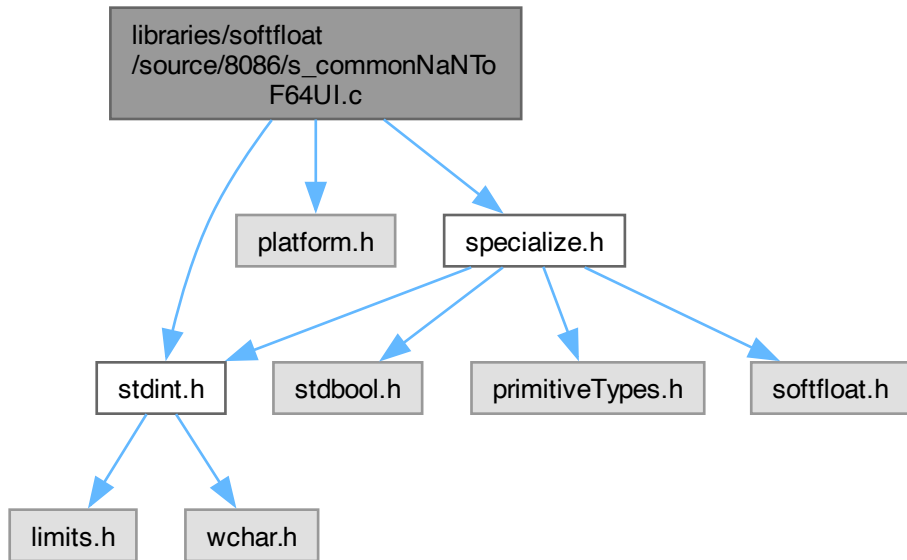 libraries/softfloat
/source/8086/s_commonNaNTo
F64UI.c
platform.h
specialize.h
stdint.h
stdbool.h
primitiveTypes.h
softfloat.h
limits.h
wchar.h